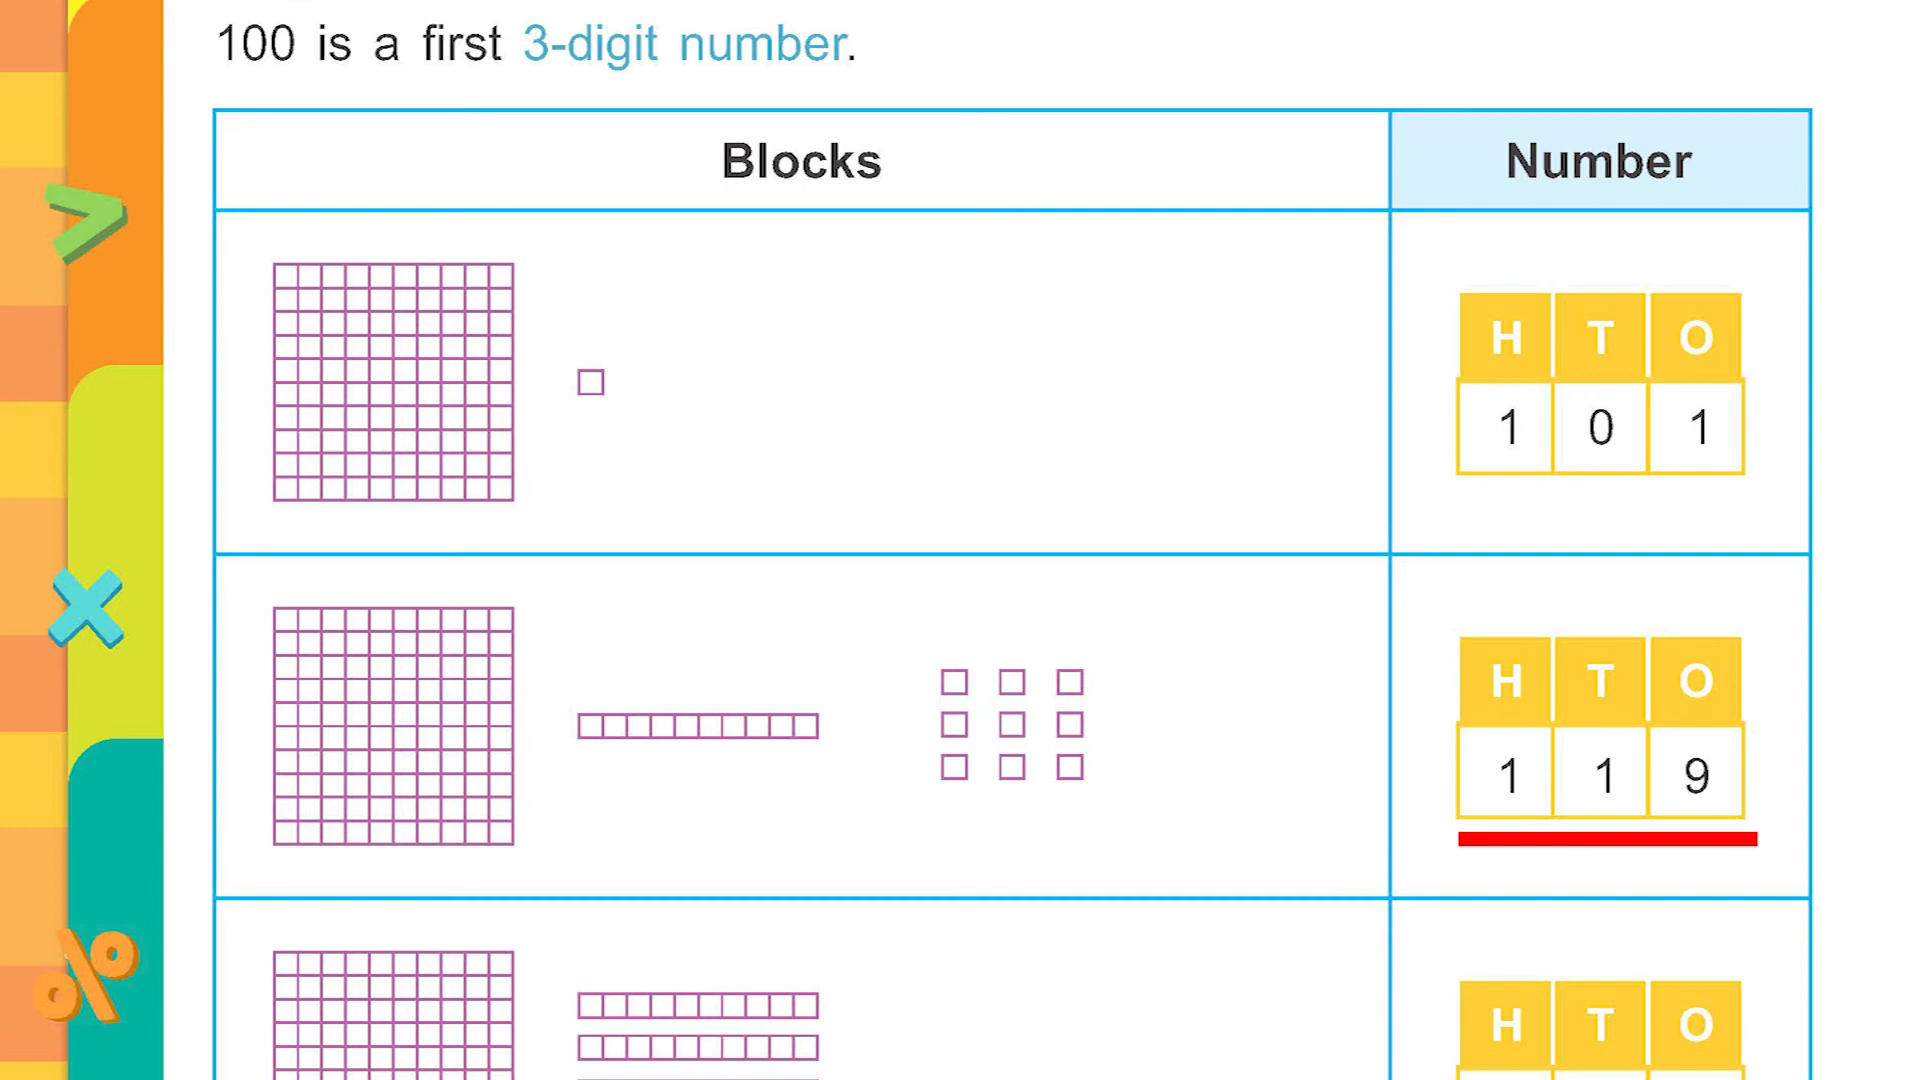 100 is a first 3-digit number.
Blocks Number
H T O
1 0 1
H T O
1 1 9
H T O